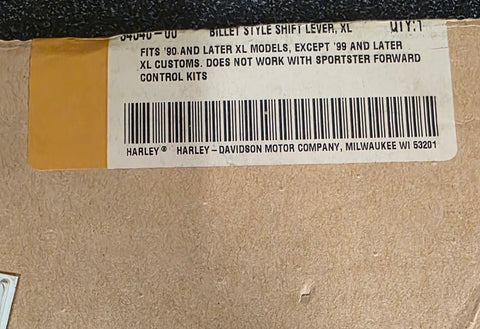 BILLET STYLE SHIFT LEVER, XL QTY:1
FITS '90 AND LATER XL MODELS, EXCEPT '99 AND LATER
XL CUSTOMS. DOES NOT WORK WITH SPORTSTER FORWARD
CONTROL KITS
HARLEY® HARLEY-DAVIDSON MOTOR COMPANY, MILWAUKEE WI 53201